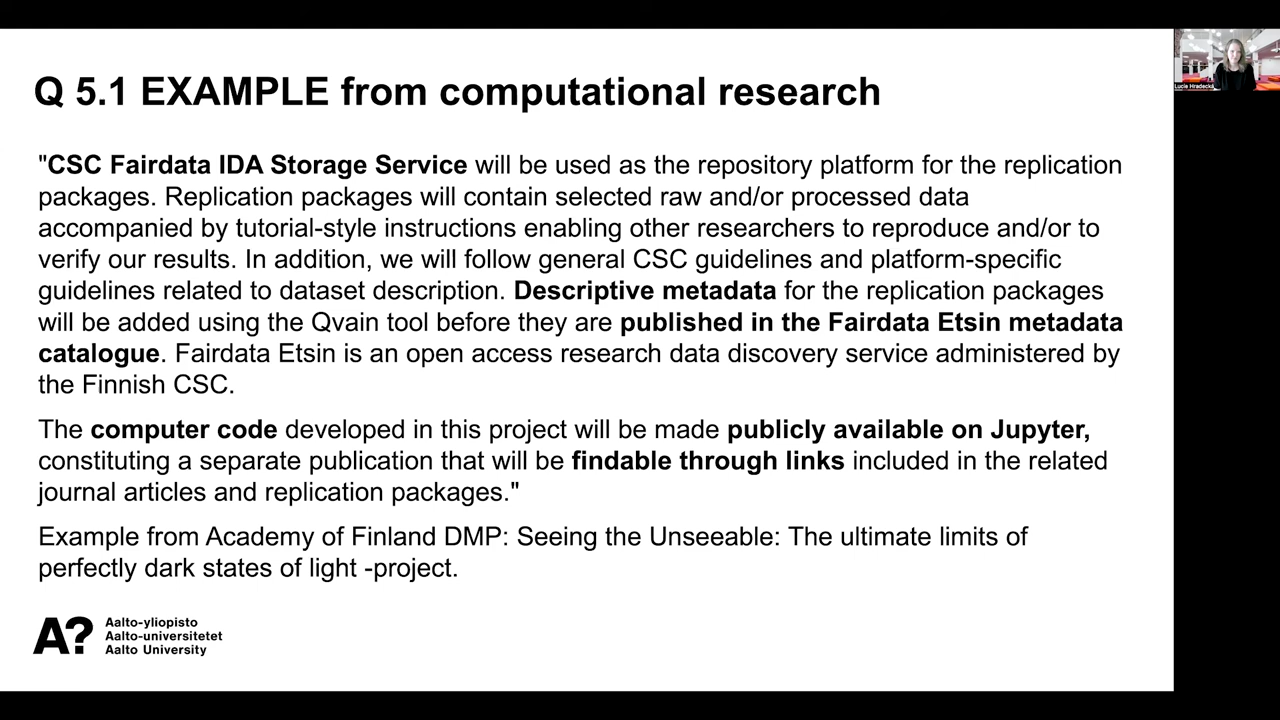 Q 5.1 EXAMPLE from computational research
"CSC Fairdata IDA Storage Service will be used as the repository platform for the replication
packages. Replication packages will contain selected raw and/or processed data
accompanied by tutorial-style instructions enabling other researchers to reproduce and/or to
verify our results. In addition, we will follow general CSC guidelines and platform-specific
guidelines related to dataset description. Descriptive metadata for the replication packages
will be added using the Qvain tool before they are published in the Fairdata Etsin metadata
catalogue. Fairdata Etsin is an open access research data discovery service administered by
the Finnish CSC.
The computer code developed in this project will be made publicly available on Jupyter,
constituting a separate publication that will be findable through links included in the related
journal articles and replication packages."
Example from Academy of Finland DMP: Seeing the Unseeable: The ultimate limits of
perfectly dark states of light -project.
A?
Aalto-yliopisto
Aalto-universitetet
Aalto University
Lucie Hradecká